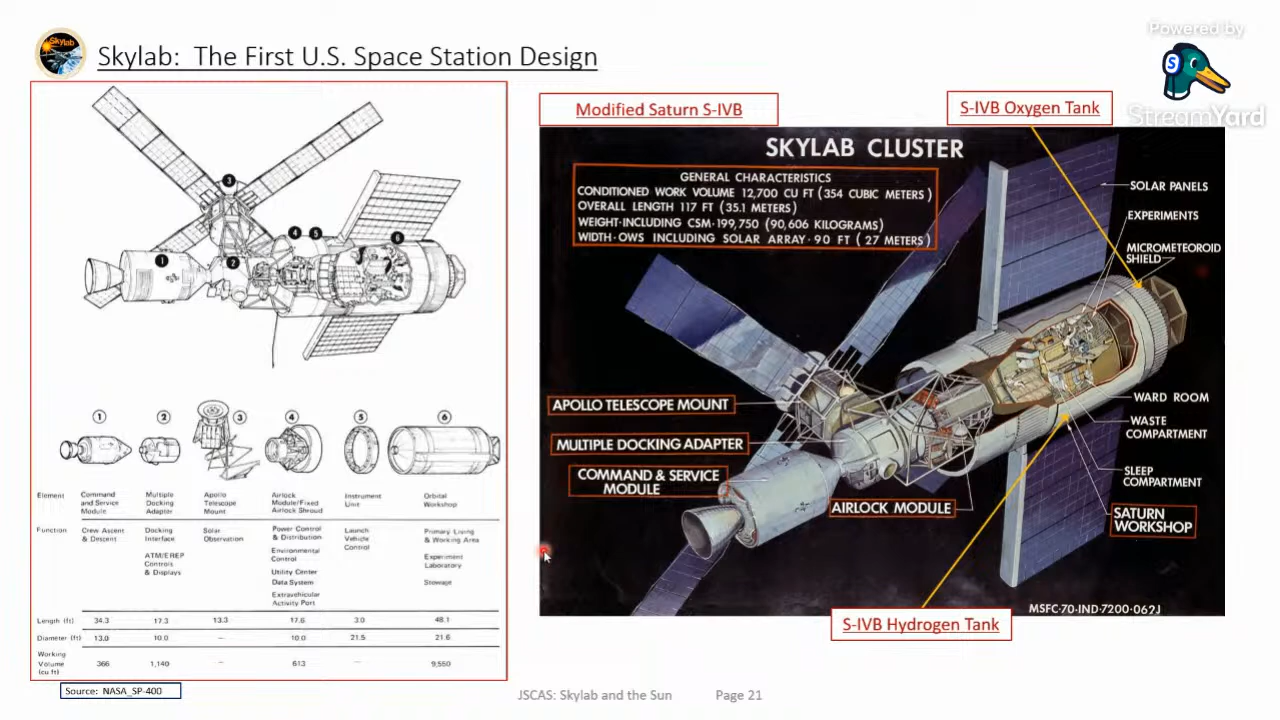 Powered by
StreamYard
Skylab
Skylab: The First U.S. Space Station Design
3
4
5
6
1
2
1
2
3
4
5
6
Element
Command and Service Module
Multiple Docking Adapter
Apollo Telescope Mount
Airlock Module/Fixed Airlock Shroud
Instrument Unit
Orbital Workshop
Function
Crew Ascent & Descent
Docking Interface
ATM/EREP Controls & Displays
Solar Observation
Power Control & Distribution
Environmental Control
Utility Center
Data System
Extravehicular Activity Port
Launch Vehicle Control
Primary Living & Working Area
Experiment Laboratory
Stowage
Length (ft) 34.3 17.3 13.3 17.6 3.0 48.1
Diameter (ft) 13.0 10.0 — 10.0 21.5 21.6
Working Volume (cu ft) 366 1,140 — 613 — 9,550
Source: NASA_SP-400
Modified Saturn S-IVB
S-IVB Oxygen Tank
SKYLAB CLUSTER
GENERAL CHARACTERISTICS
CONDITIONED WORK VOLUME 12,700 CU FT (354 CUBIC METERS)
OVERALL LENGTH 117 FT (35.1 METERS)
WEIGHT·INCLUDING CSM·199,750 (90,606 KILOGRAMS)
WIDTH·OWS INCLUDING SOLAR ARRAY·90 FT (27 METERS)
SOLAR PANELS
EXPERIMENTS
MICROMETEOROID
SHIELD
WARD ROOM
WASTE
COMPARTMENT
SLEEP
COMPARTMENT
SATURN
WORKSHOP
APOLLO TELESCOPE MOUNT
MULTIPLE DOCKING ADAPTER
COMMAND & SERVICE
MODULE
AIRLOCK MODULE
MSFC·70·IND·7200·062J
S-IVB Hydrogen Tank
JSCAS: Skylab and the Sun Page 21